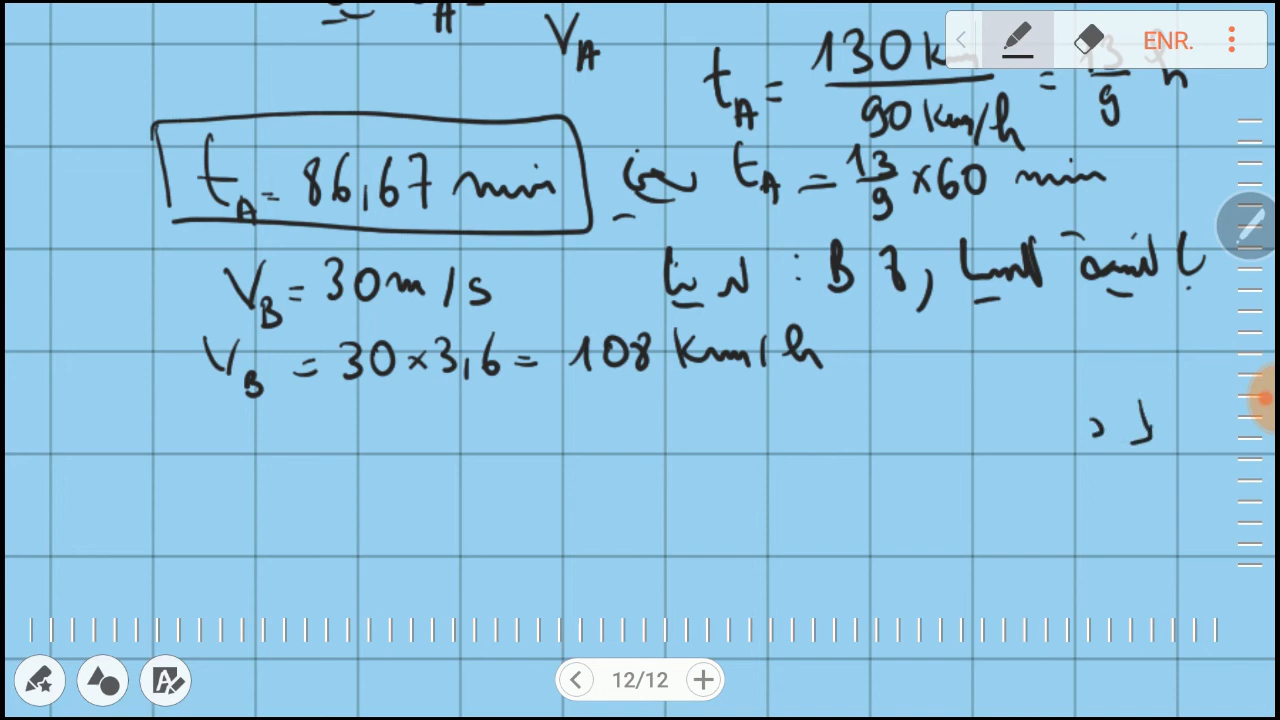 V_A
t_A = 130 km / 90 km/h = 13/9 h
ENR.
t_A = 86,67 min
t_A = 13/9 × 60 min
V_B = 30 m/s
V_B = 30 × 3,6 = 108 Km/h
12/12